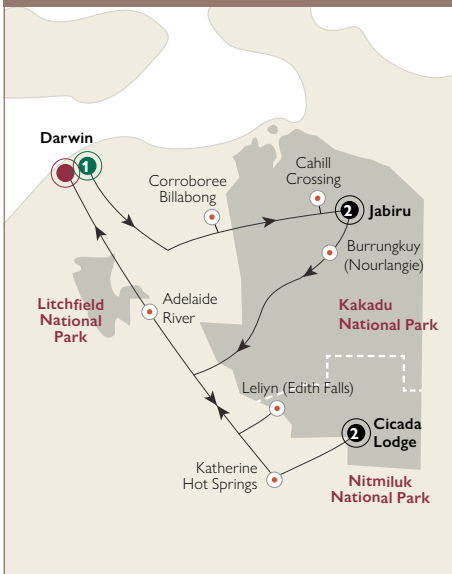 Darwin
1
Cahill
Crossing
Corroboree
Billabong
2
Jabiru
Burrungkuy
(Nourlangie)
Litchfield
National
Park
Adelaide
River
Kakadu
National Park
Leliyn (Edith Falls)
2
Cicada
Lodge
Katherine
Hot Springs
Nitmiluk
National Park